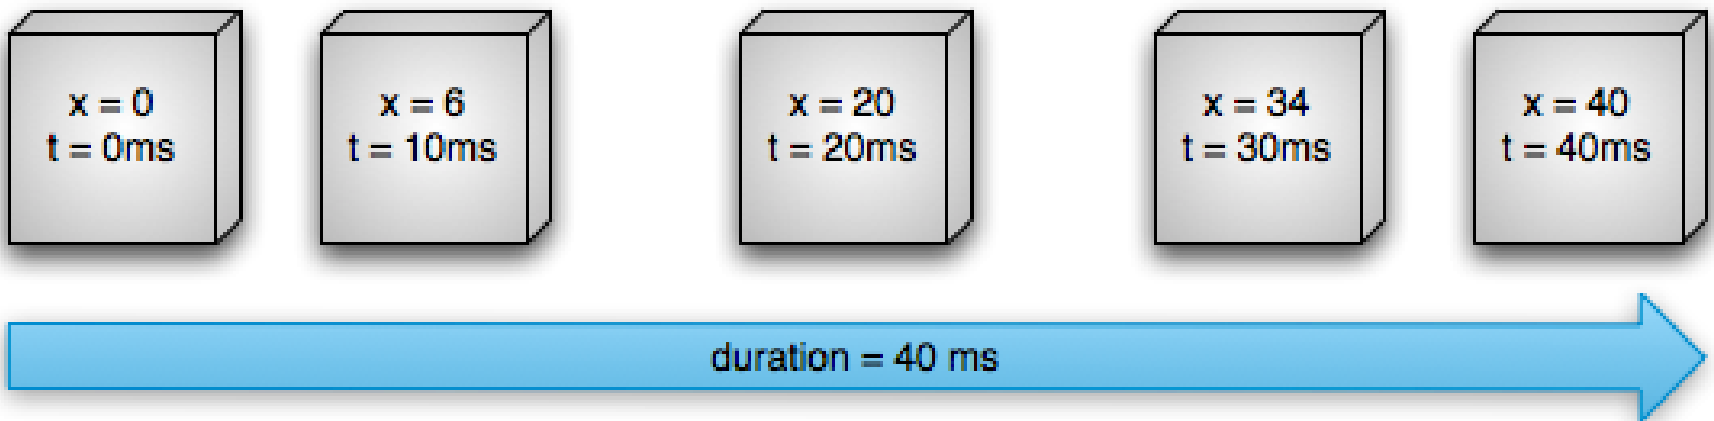 x = 0
t = 0ms
x = 6
t = 10ms
x = 20
t = 20ms
x = 34
t = 30ms
x = 40
t = 40ms
duration = 40 ms